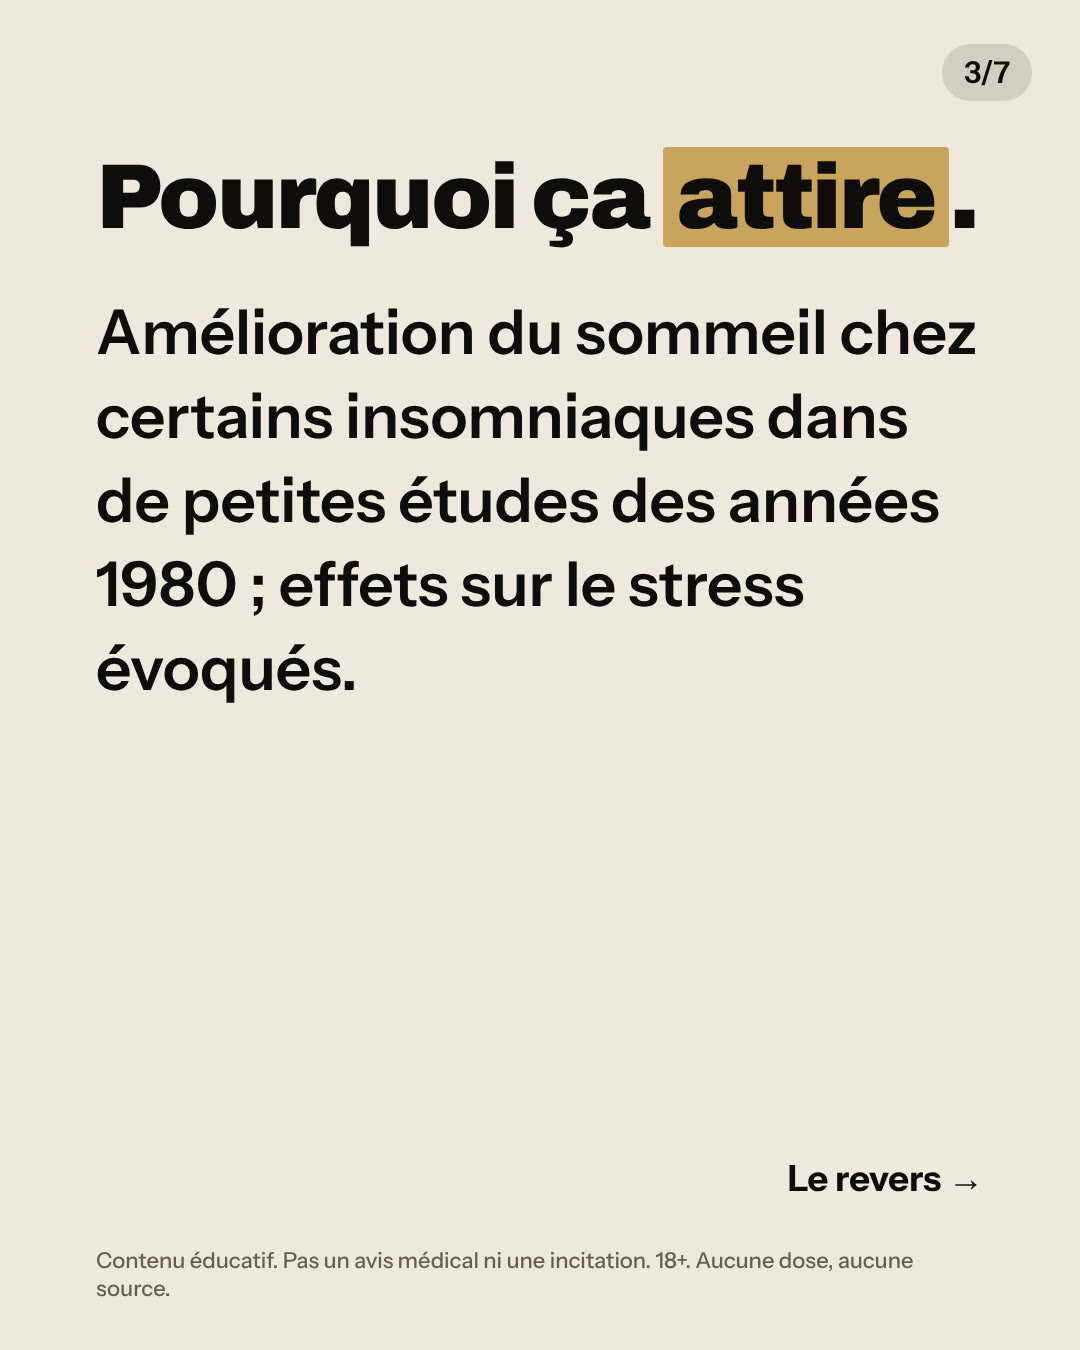 3/7
Pourquoi ça attire.
Amélioration du sommeil chez
certains insomniaques dans
de petites études des années
1980 ; effets sur le stress
évoqués.
Le revers →
Contenu éducatif. Pas un avis médical ni une incitation. 18+. Aucune dose, aucune
source.